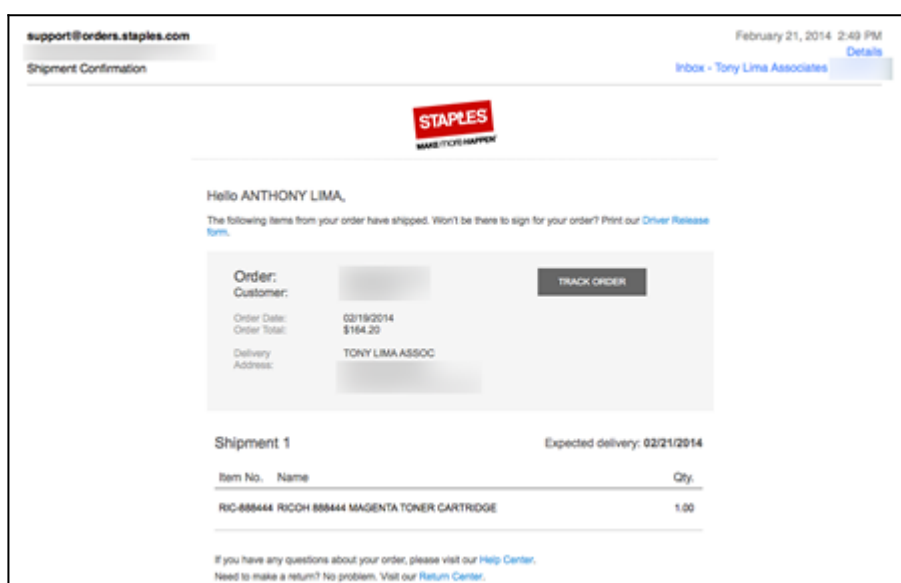 support@orders.staples.com
February 21, 2014 2:49 PM
Details
Shipment Confirmation
Inbox - Tony Lima Associates
STAPLES
MAKE more HAPPEN
Hello ANTHONY LIMA,
The following items from your order have shipped. Won't be there to sign for your order? Print our Driver Release
form.
Order:
TRACK ORDER
Customer:
Order Date: 02/19/2014
Order Total: $164.20
Delivery TONY LIMA ASSOC
Address:
Shipment 1 Expected delivery: 02/21/2014
Item No. Name Qty.
RIC-888444 RICOH 888444 MAGENTA TONER CARTRIDGE 1.00
If you have any questions about your order, please visit our Help Center.
Need to make a return? No problem. Visit our Return Center.